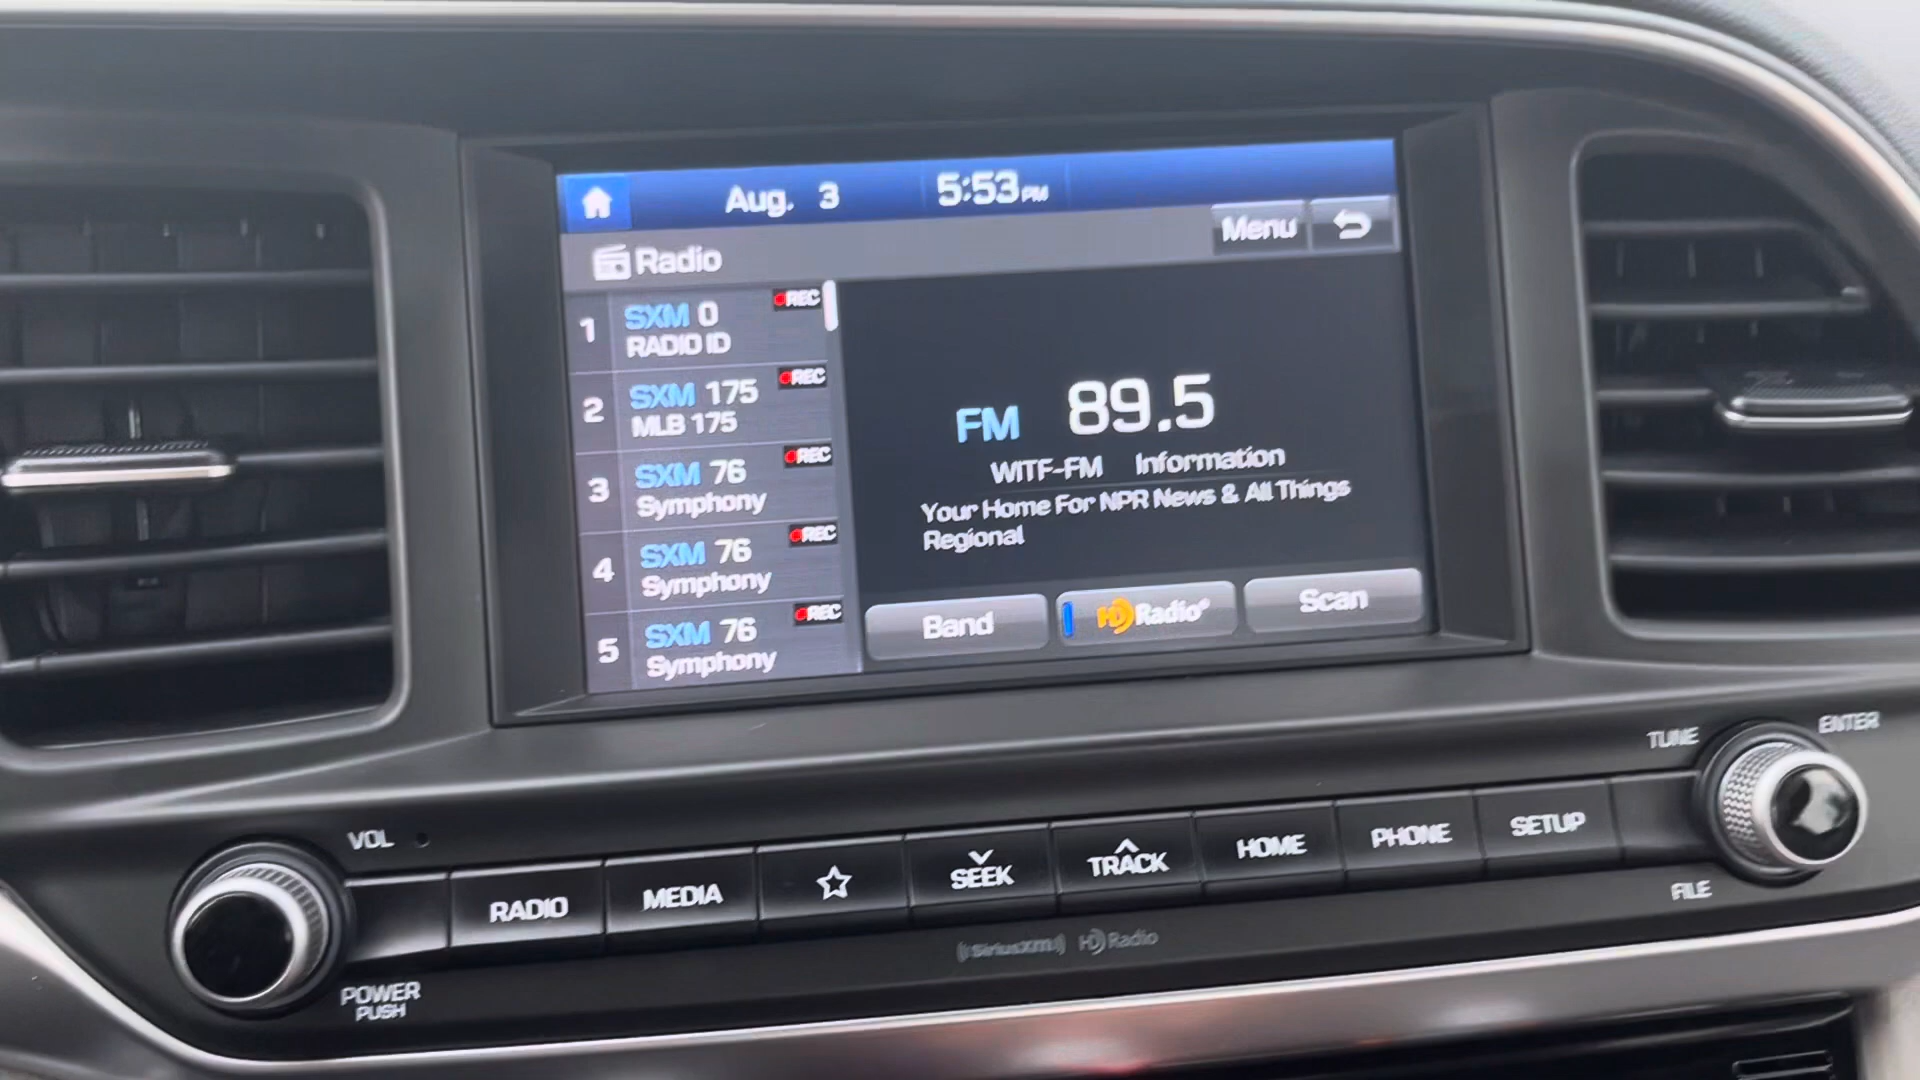 Aug. 3 5:53 PM
Menu
Radio
1 SXM 0 REC
RADIO ID
2 SXM 175 REC
MLB 175
3 SXM 76 REC
Symphony
4 SXM 76 REC
Symphony
5 SXM 76 REC
Symphony
FM 89.5
WITF-FM Information
Your Home For NPR News & All Things
Regional
Band HD Radio® Scan
TUNE ENTER
VOL
RADIO MEDIA SEEK TRACK HOME PHONE SETUP
FILE
(SiriusXM) HD Radio
POWER
PUSH